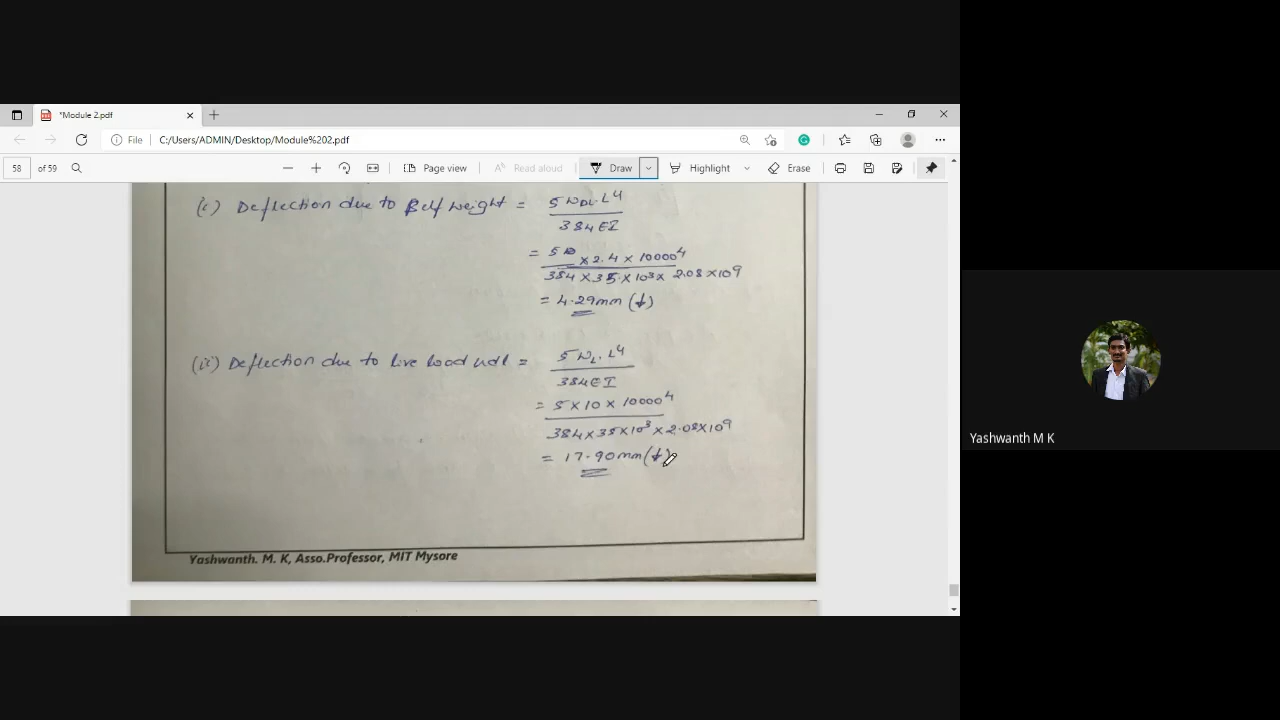 *Module 2.pdf
File C:/Users/ADMIN/Desktop/Module%202.pdf
58 of 59 Page view Read aloud Draw Highlight Erase
(i) Deflection due to Self weight = 5 WDL.L4
384 EI
= 5 × 2.4 × 10000⁴
384 × 35 × 10³ × 2.08 × 10⁹
= 4.29mm (↓)
(ii) Deflection due to live load udl = 5 WL.L4
384EI
= 5 × 10 × 10000⁴
384 × 35 × 10³ × 2.08 × 10⁹
= 17.90mm (↓)
Yashwanth. M. K, Asso.Professor, MIT Mysore
Yashwanth M K